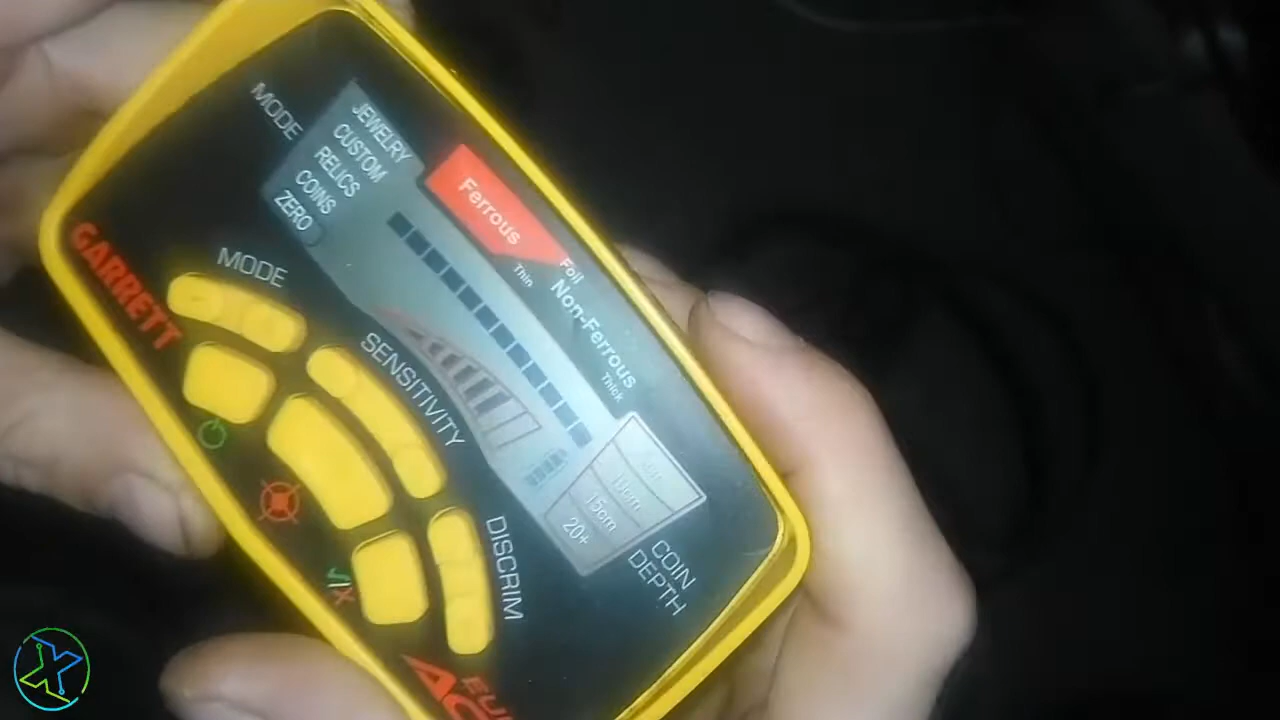 MODE
JEWELRY
CUSTOM
RELICS
COINS
ZERO
Ferrous
Thin
Foil
Non-Ferrous
Thick
GARRETT
MODE
SENSITIVITY
DISCRIM
10cm
15cm
20+
COIN
DEPTH